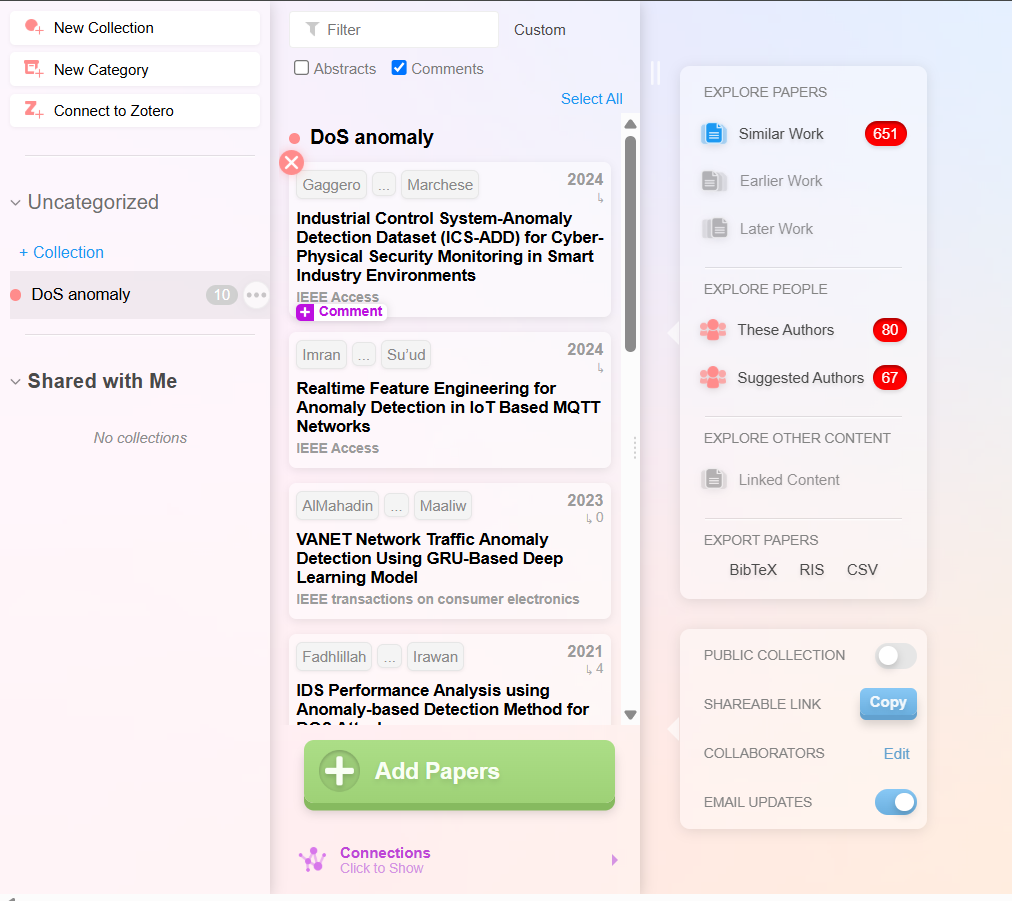 New Collection
New Category
Connect to Zotero
Uncategorized
+ Collection
DoS anomaly
10
Shared with Me
No collections
Filter
Custom
Abstracts
Comments
Select All
DoS anomaly
Gaggero ... Marchese
2024
Industrial Control System-Anomaly
Detection Dataset (ICS-ADD) for Cyber-
Physical Security Monitoring in Smart
Industry Environments
IEEE Access
Comment
Imran ... Su'ud
2024
Realtime Feature Engineering for
Anomaly Detection in IoT Based MQTT
Networks
IEEE Access
AlMahadin ... Maaliw
2023
0
VANET Network Traffic Anomaly
Detection Using GRU-Based Deep
Learning Model
IEEE transactions on consumer electronics
Fadhlillah ... Irawan
2021
4
IDS Performance Analysis using
Anomaly-based Detection Method for
Add Papers
Connections
Click to Show
EXPLORE PAPERS
Similar Work 651
Earlier Work
Later Work
EXPLORE PEOPLE
These Authors 80
Suggested Authors 67
EXPLORE OTHER CONTENT
Linked Content
EXPORT PAPERS
BibTeX RIS CSV
PUBLIC COLLECTION
SHAREABLE LINK Copy
COLLABORATORS Edit
EMAIL UPDATES